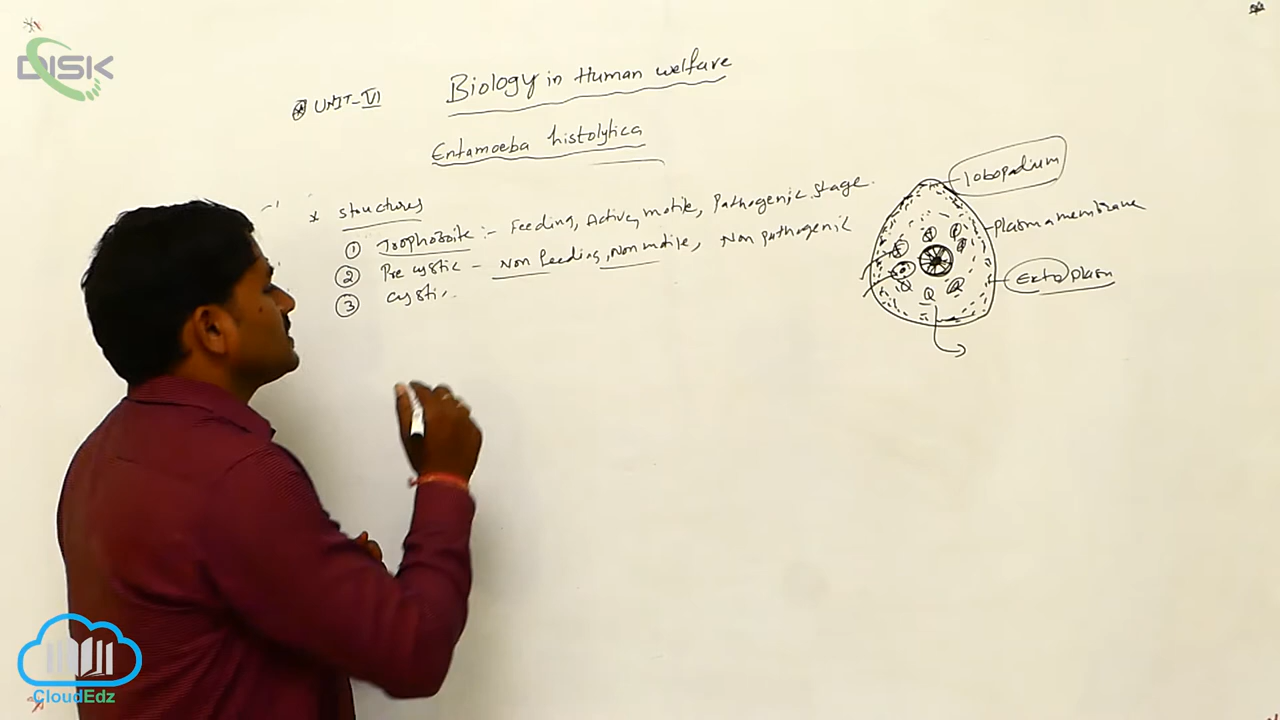 DISK
UNIT-VI
Biology in Human welfare
Entamoeba histolytica
* structures
① Trophozoite :- Feeding, Active, motile, Pathogenic stage.
② Pre cystic - Non feeding, Non motile, Non pathogenic
③ cystic
lobopodium
Plasmamembrane
Ectoplasm
CloudEdz